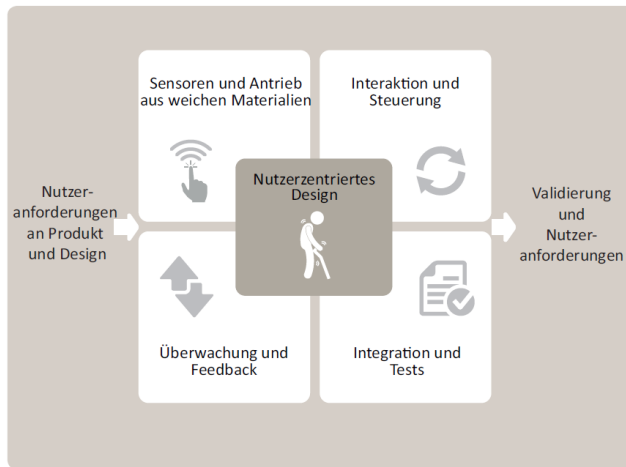 Nutzer-
anforderungen
an Produkt
und Design
Sensoren und Antrieb
aus weichen Materialien
Interaktion und
Steuerung
Nutzerzentriertes
Design
Überwachung und
Feedback
Integration und
Tests
Validierung
und
Nutzer-
anforderungen